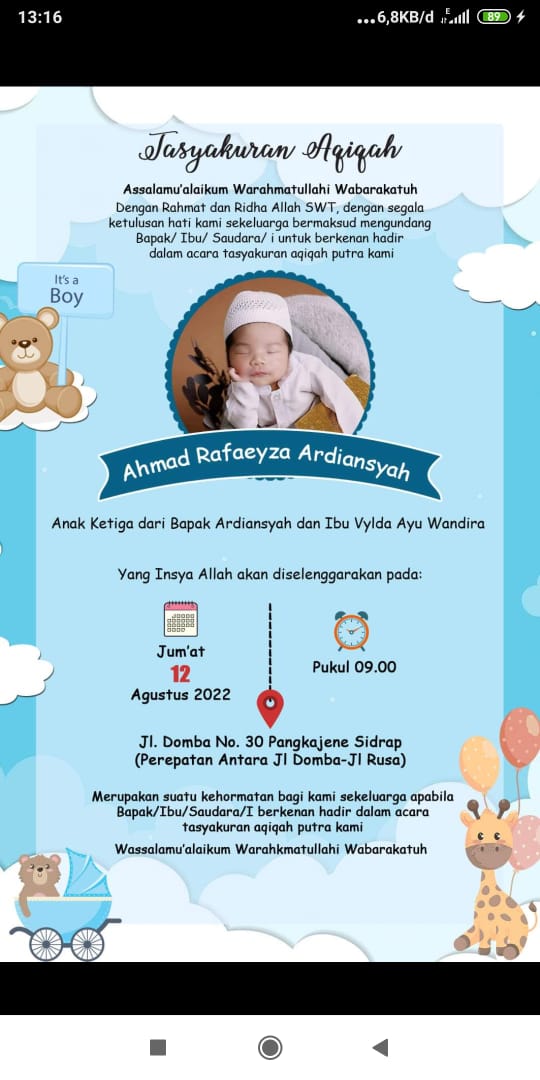 13:16
...6,8KB/d
E
89
Tasyakuran Aqiqah
Assalamu'alaikum Warahmatullahi Wabarakatuh
Dengan Rahmat dan Ridha Allah SWT, dengan segala
ketulusan hati kami sekeluarga bermaksud mengundang
Bapak/ Ibu/ Saudara/ i untuk berkenan hadir
dalam acara tasyakuran aqiqah putra kami
It's a
Boy
Ahmad Rafaeyza Ardiansyah
Anak Ketiga dari Bapak Ardiansyah dan Ibu Vylda Ayu Wandira
Yang Insya Allah akan diselenggarakan pada:
Jum'at
12
Agustus 2022
Pukul 09.00
Jl. Domba No. 30 Pangkajene Sidrap
(Perepatan Antara Jl Domba-Jl Rusa)
Merupakan suatu kehormatan bagi kami sekeluarga apabila
Bapak/Ibu/Saudara/I berkenan hadir dalam acara
tasyakuran aqiqah putra kami
Wassalamu'alaikum Warahkmatullahi Wabarakatuh